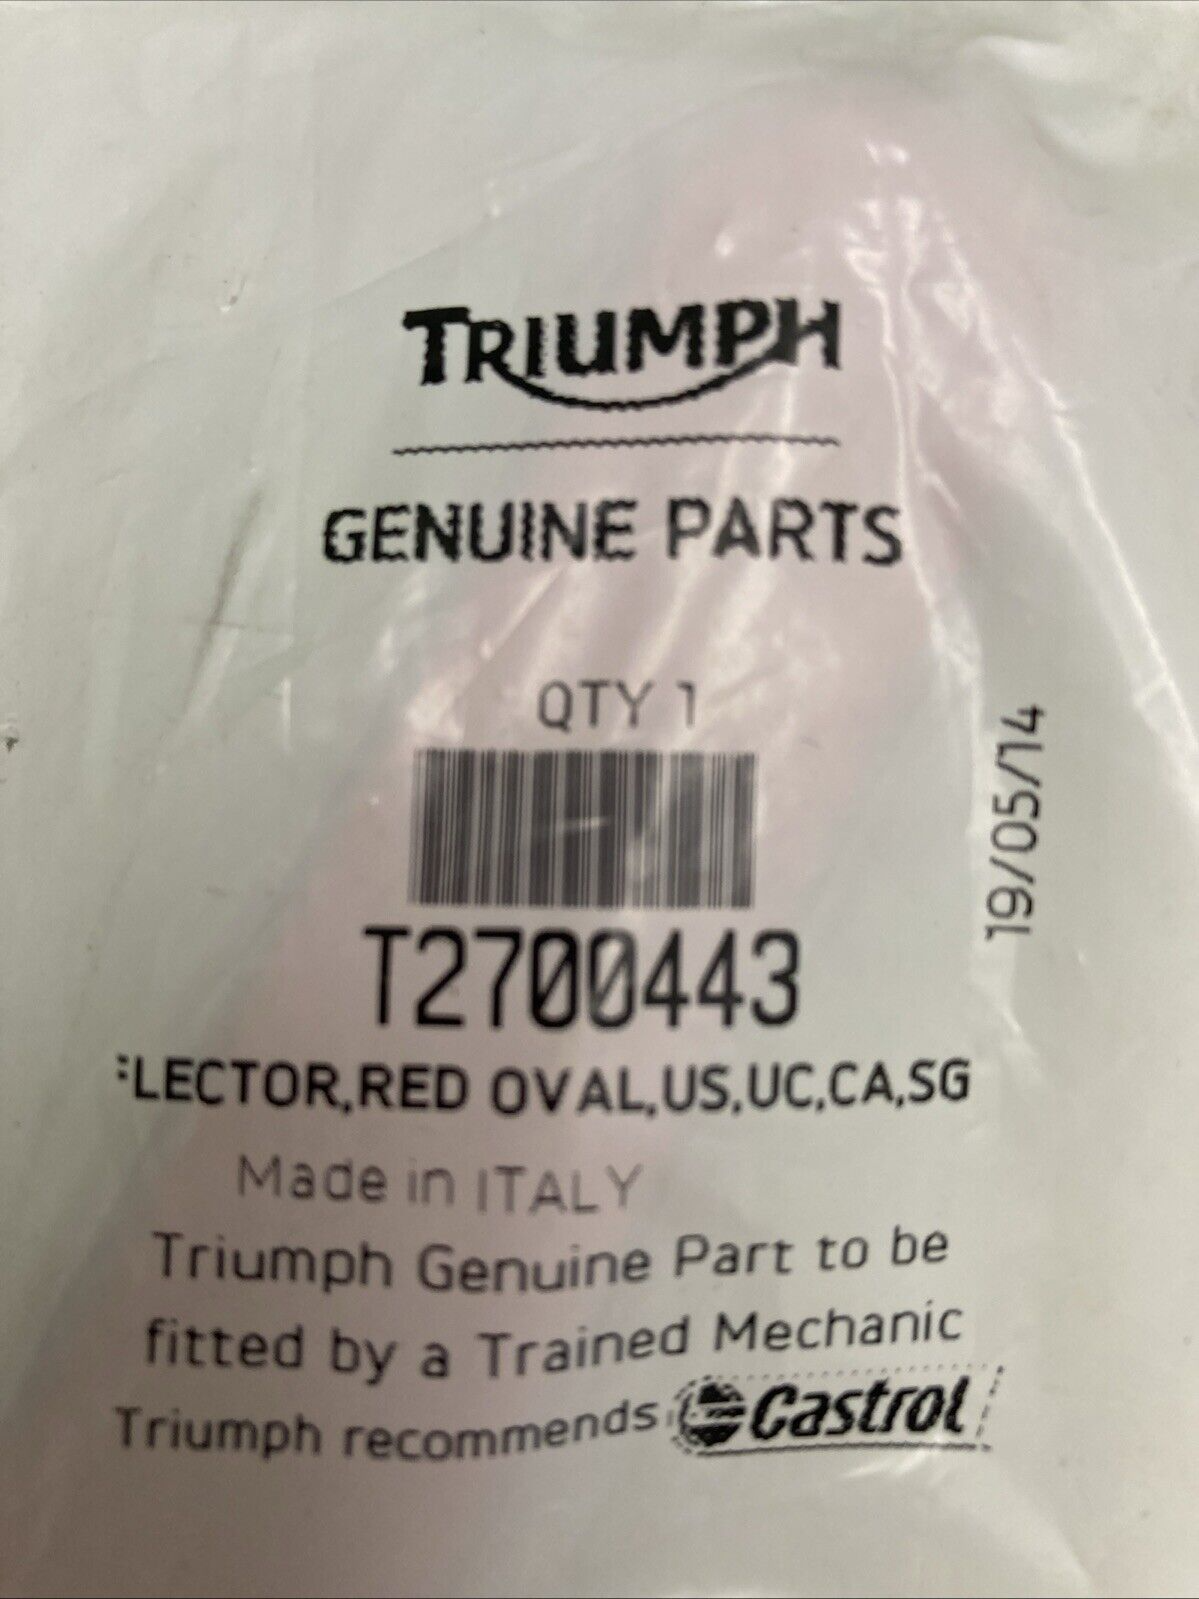 TRIUMPH
GENUINE PARTS
QTY 1
19/05/14
T2700443
LECTOR,RED OVAL,US,UC,CA,SG
Made in ITALY
Triumph Genuine Part to be
fitted by a Trained Mechanic
Triumph recommends Castrol